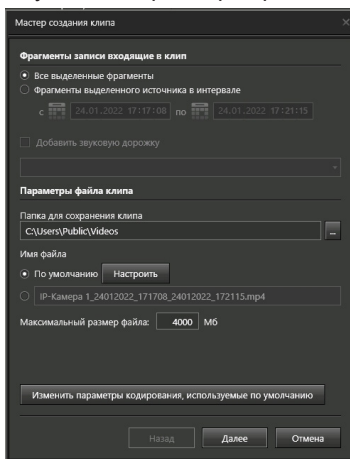 Мастер создания клипа
Фрагменты записи входящие в клип
Все выделенные фрагменты
Фрагменты выделенного источника в интервале
с 24.01.2022 17:17:08 по 24.01.2022 17:21:15
Добавить звуковую дорожку
Параметры файла клипа
Папка для сохранения клипа
C:\Users\Public\Videos ...
Имя файла
По умолчанию Настроить
IP-Камера 1_24012022_171708_24012022_172115.mp4
Максимальный размер файла: 4000 Мб
Изменить параметры кодирования, используемые по умолчанию
Назад Далее Отмена